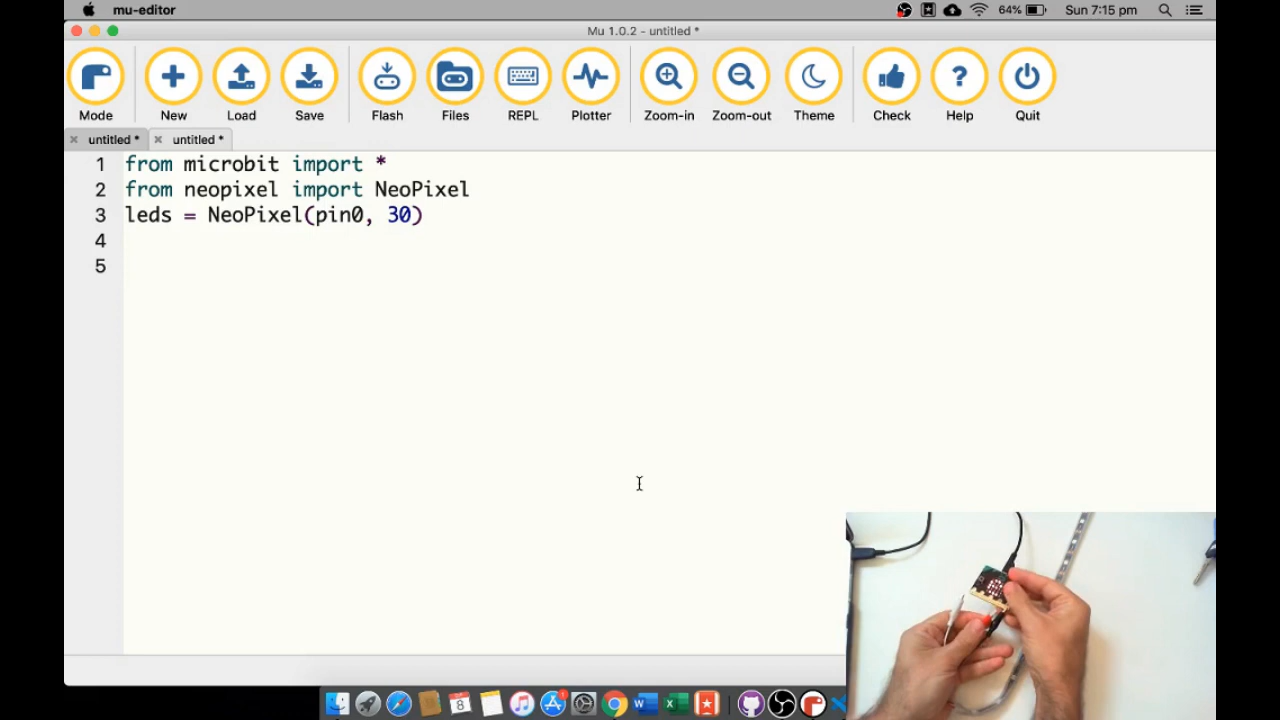 mu-editor 64% Sun 7:15 pm
Mu 1.0.2 - untitled *
Mode New Load Save Flash Files REPL Plotter Zoom-in Zoom-out Theme Check Help Quit
untitled * untitled *
1 from microbit import *
2 from neopixel import NeoPixel
3 leds = NeoPixel(pin0, 30)
4
5